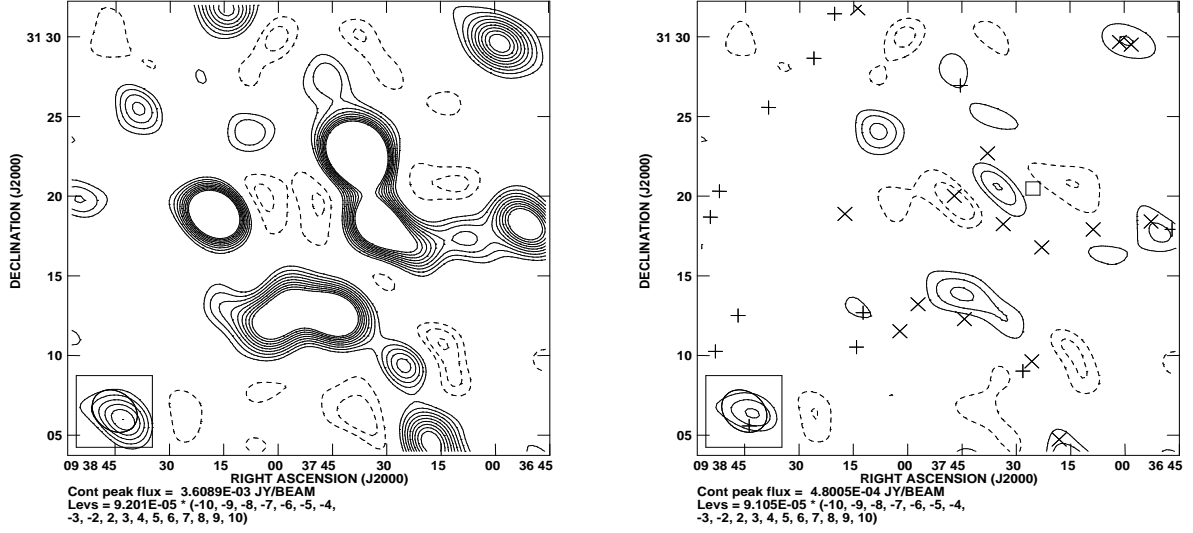 31 30
25
20
15
10
05
DECLINATION (J2000)
09 38 45 30 15 00 37 45 30 15 00 36 45
RIGHT ASCENSION (J2000)
Cont peak flux = 3.6089E-03 JY/BEAM
Levs = 9.201E-05 * (-10, -9, -8, -7, -6, -5, -4,
-3, -2, 2, 3, 4, 5, 6, 7, 8, 9, 10)
31 30
25
20
15
10
05
DECLINATION (J2000)
09 38 45 30 15 00 37 45 30 15 00 36 45
RIGHT ASCENSION (J2000)
Cont peak flux = 4.8005E-04 JY/BEAM
Levs = 9.105E-05 * (-10, -9, -8, -7, -6, -5, -4,
-3, -2, 2, 3, 4, 5, 6, 7, 8, 9, 10)